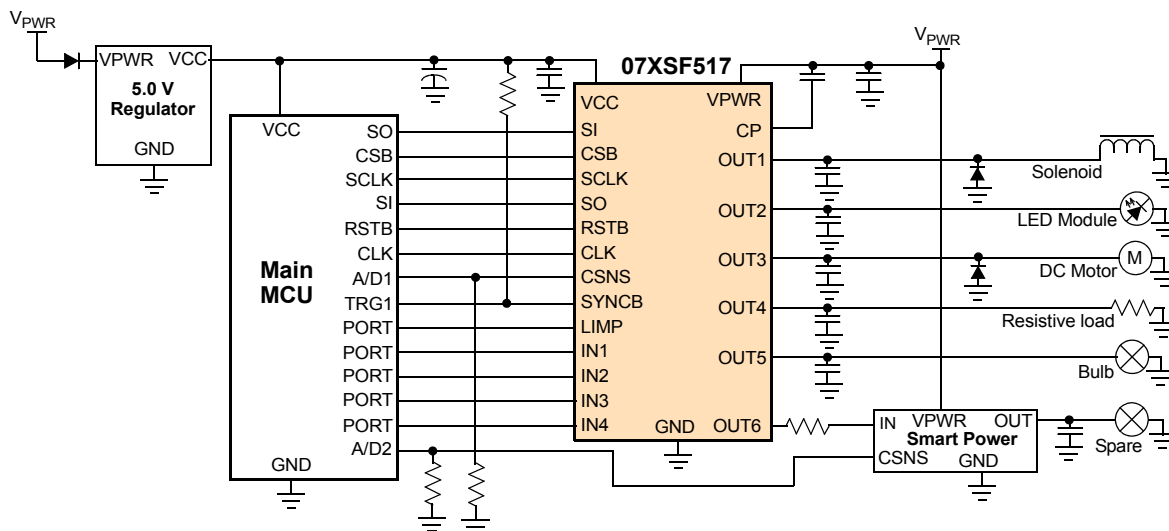 VPWR
VPWR VCC
5.0 V
Regulator
GND
VCC
Main
MCU
GND
SO
CSB
SCLK
SI
RSTB
CLK
A/D1
TRG1
PORT
PORT
PORT
PORT
PORT
A/D2
07XSF517
VCC
SI
CSB
SCLK
SO
RSTB
CLK
CSNS
SYNCB
LIMP
IN1
IN2
IN3
IN4
GND
VPWR
CP
OUT1
OUT2
OUT3
OUT4
OUT5
OUT6
VPWR
Solenoid
LED Module
M
DC Motor
Resistive load
Bulb
IN VPWR OUT
Smart Power
CSNS GND
Spare